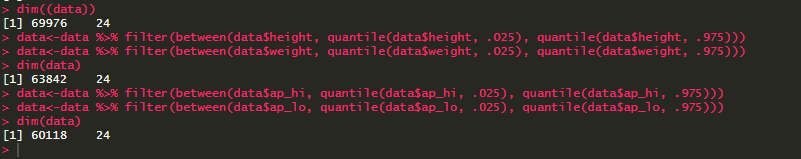 > dim((data))
[1] 69976    24
> data<-data %>% filter(between(data$height, quantile(data$height, .025), quantile(data$height, .975)))
> data<-data %>% filter(between(data$weight, quantile(data$weight, .025), quantile(data$weight, .975)))
> dim(data)
[1] 63842    24
> data<-data %>% filter(between(data$ap_hi, quantile(data$ap_hi, .025), quantile(data$ap_hi, .975)))
> data<-data %>% filter(between(data$ap_lo, quantile(data$ap_lo, .025), quantile(data$ap_lo, .975)))
> dim(data)
[1] 60118    24
>